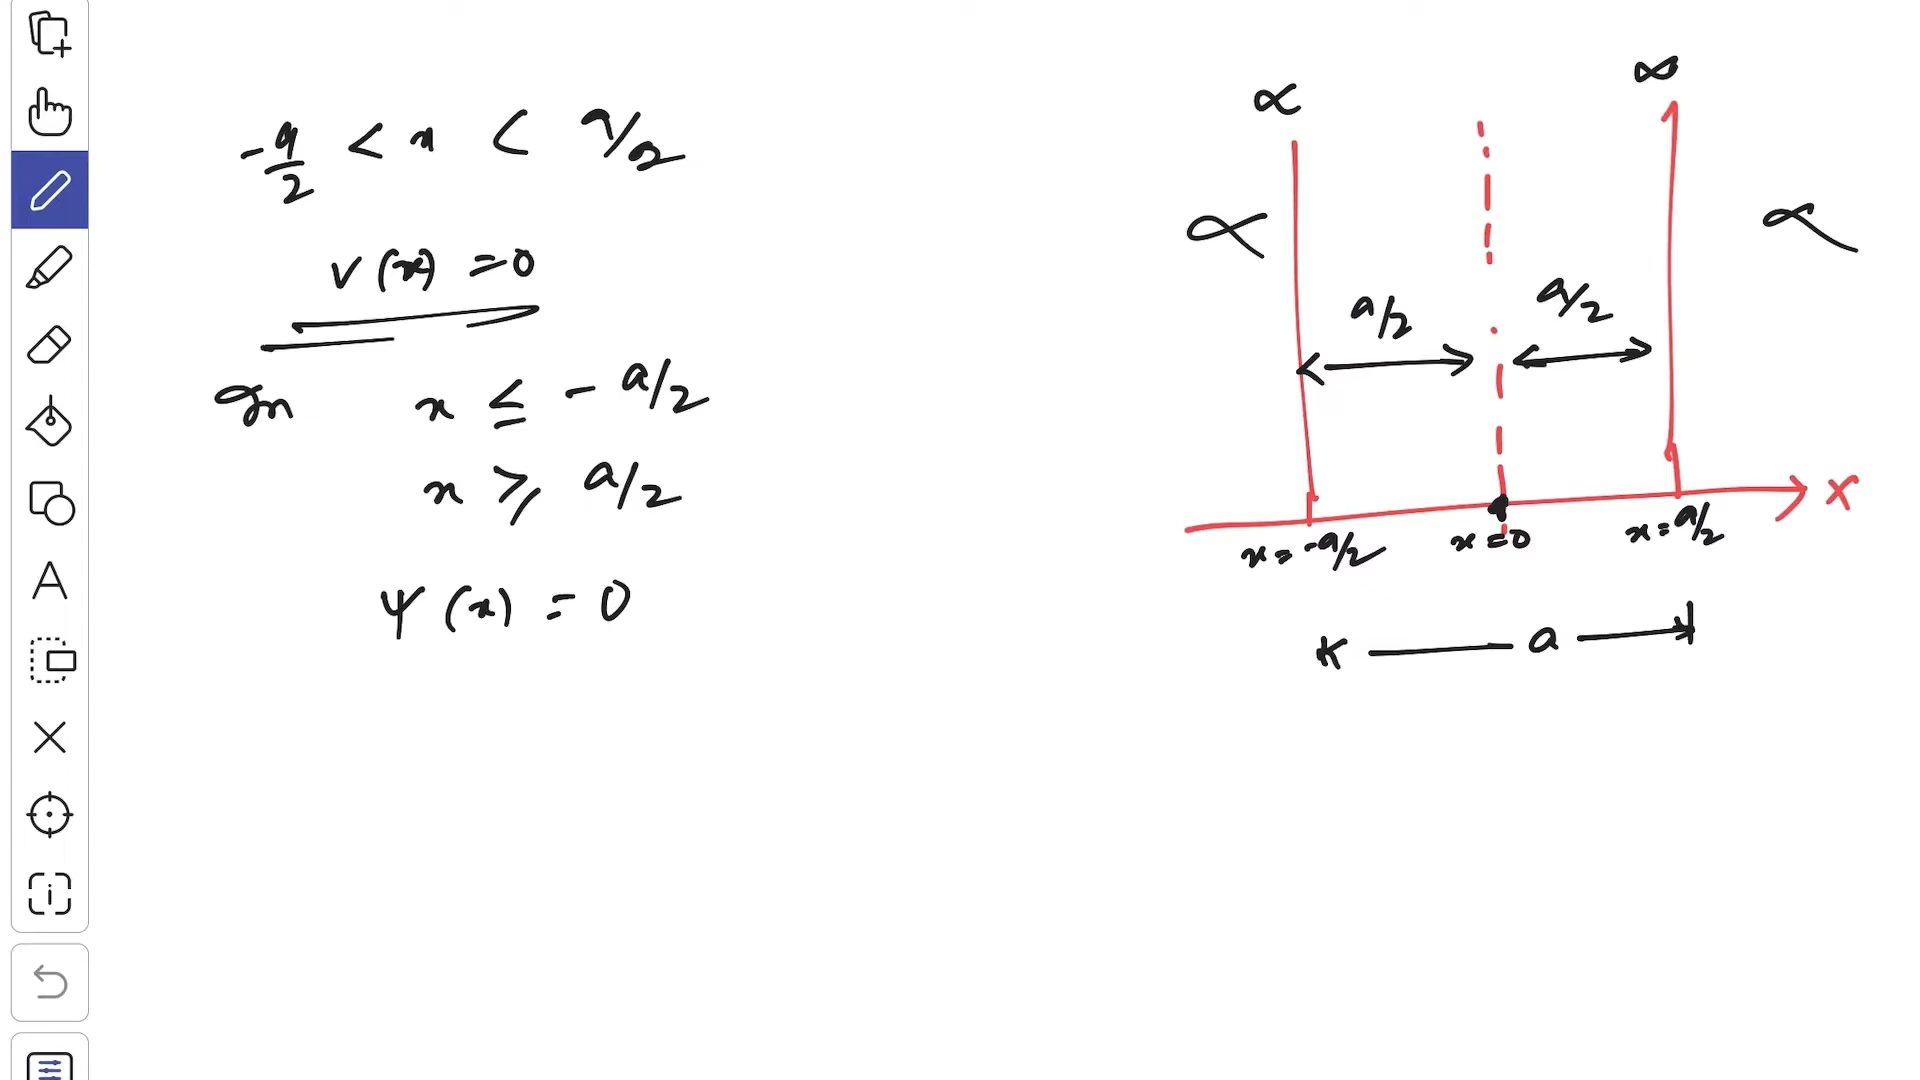 -a/2 < x < a/2
V(x) = 0
In x ≤ - a/2
x ≥ a/2
ψ(x) = 0
∝ ∞
∝ ∝
a/2 a/2
x = -a/2 x = 0 x = a/2 X
a
A